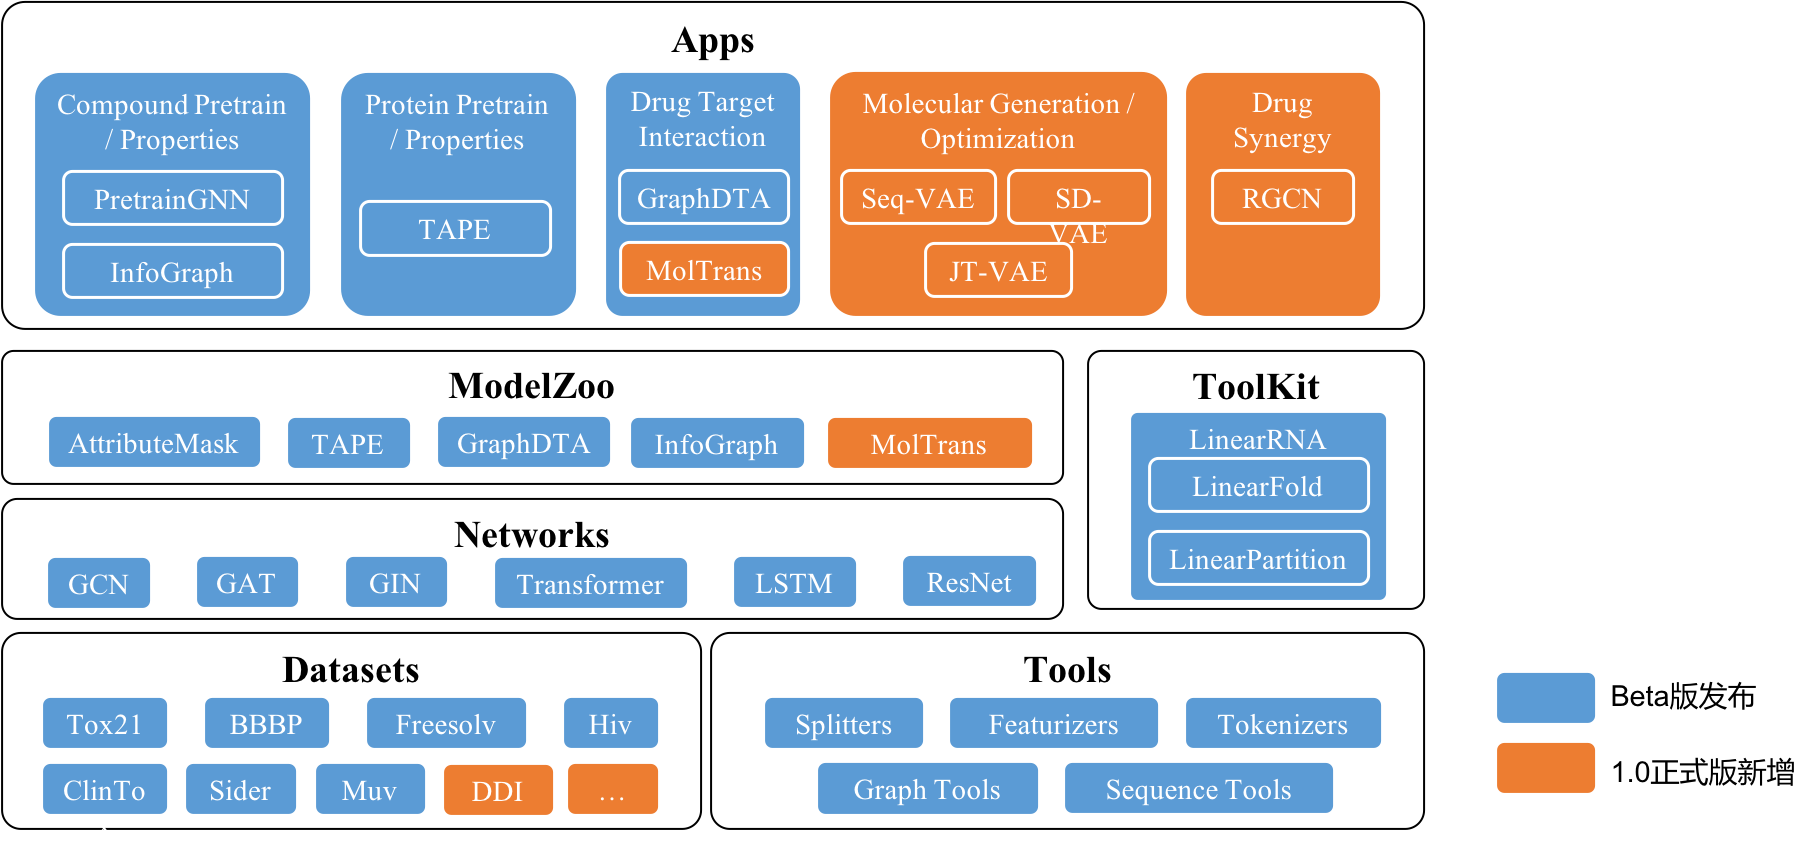 Apps
Compound Pretrain
/ Properties
PretrainGNN
InfoGraph
Protein Pretrain
/ Properties
TAPE
Drug Target
Interaction
GraphDTA
MolTrans
Molecular Generation /
Optimization
Seq-VAE
SD-
VAE
JT-VAE
Drug
Synergy
RGCN
ModelZoo
AttributeMask
TAPE
GraphDTA
InfoGraph
MolTrans
ToolKit
LinearRNA
LinearFold
LinearPartition
Networks
GCN
GAT
GIN
Transformer
LSTM
ResNet
Datasets
Tox21
BBBP
Freesolv
Hiv
ClinTo
Sider
Muv
DDI
…
Tools
Splitters
Featurizers
Tokenizers
Graph Tools
Sequence Tools
Beta版发布
1.0正式版新增